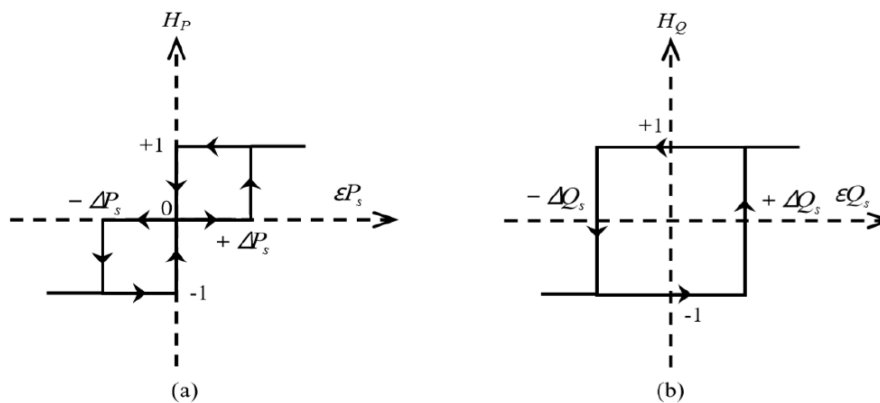 H_P
+1
− ΔP_s
0
εP_s
+ ΔP_s
-1
(a)
H_Q
+1
− ΔQ_s
+ ΔQ_s
εQ_s
-1
(b)